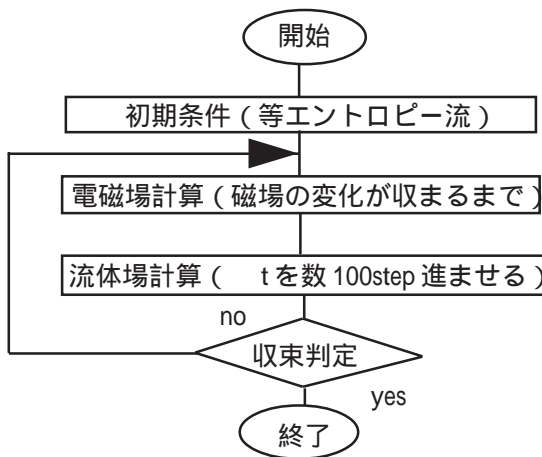 開始
初期条件（等エントロピー流）
電磁場計算（磁場の変化が収まるまで）
流体場計算（　tを数100step進ませる）
no
収束判定
yes
終了